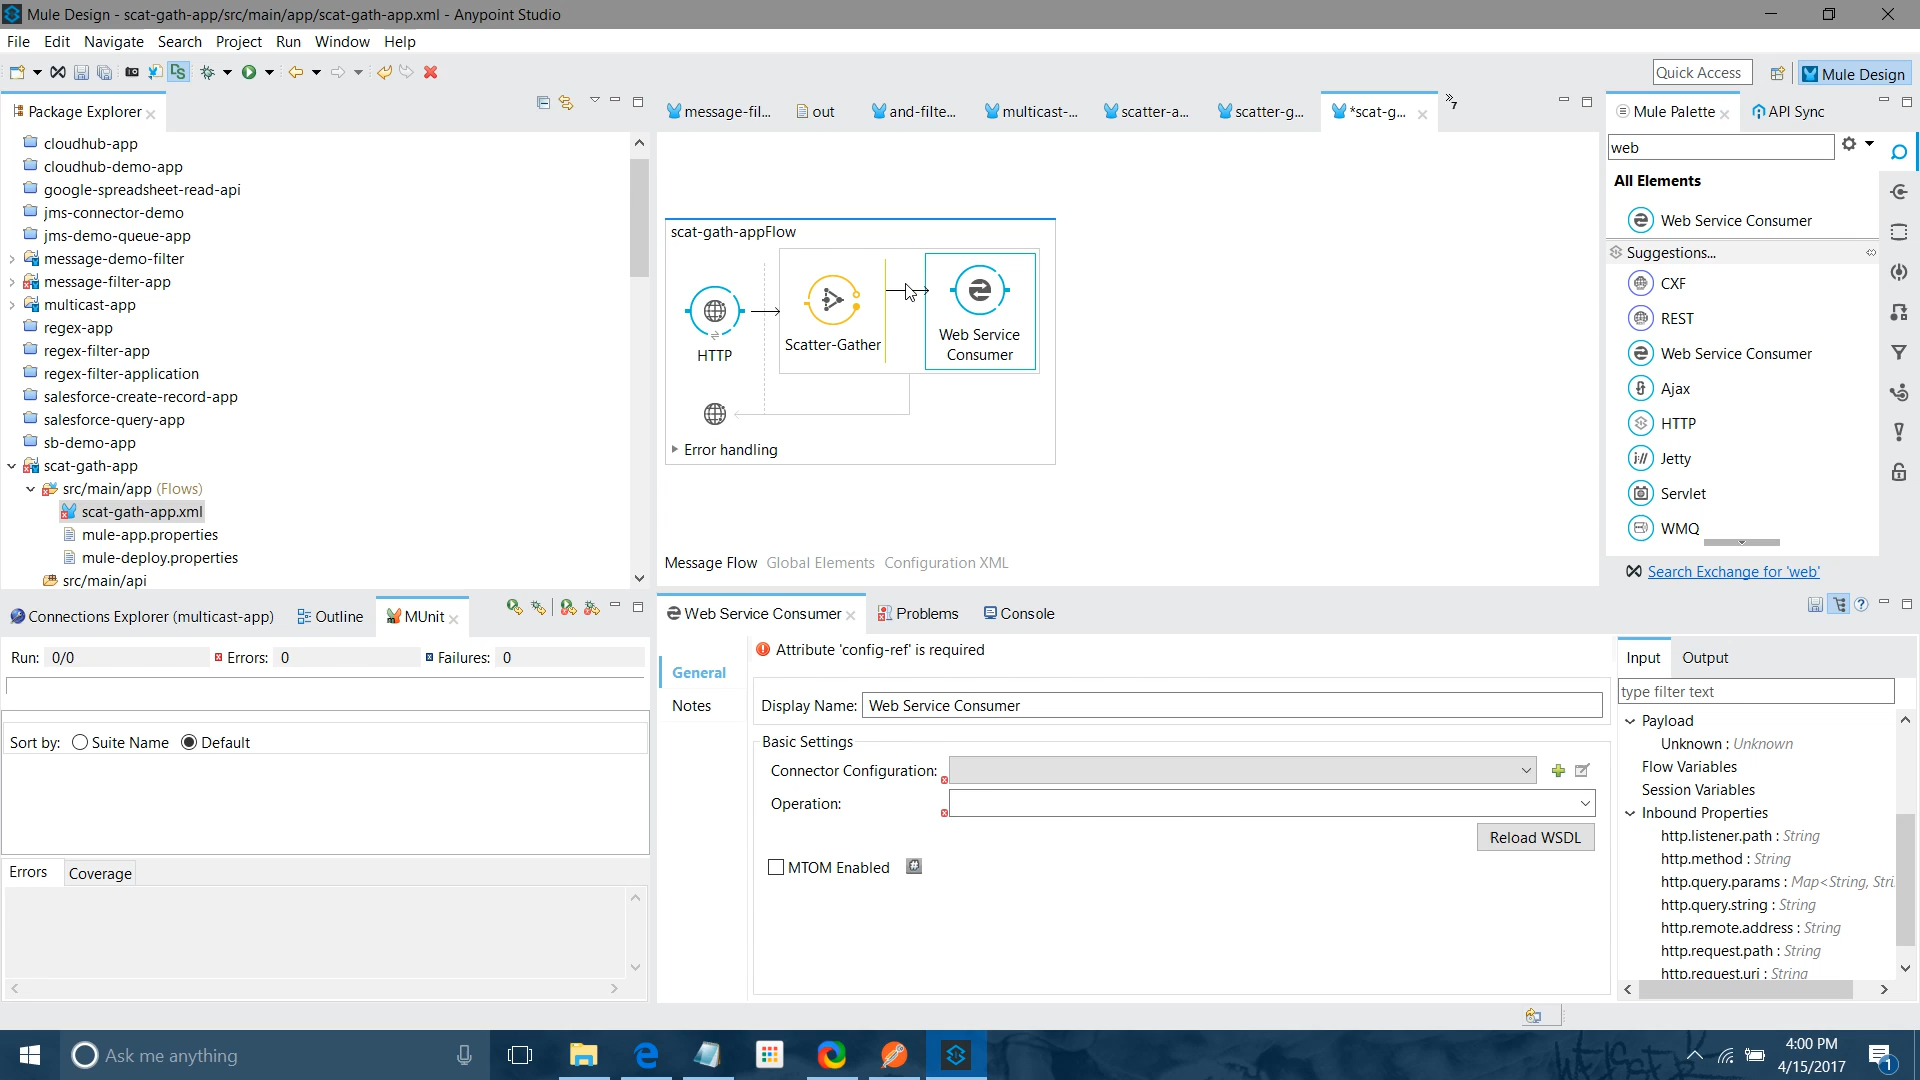 Mule Design - scat-gath-app/src/main/app/scat-gath-app.xml - Anypoint Studio
File Edit Navigate Search Project Run Window Help
Quick Access
Mule Design
Package Explorer
cloudhub-app
cloudhub-demo-app
google-spreadsheet-read-api
jms-connector-demo
jms-demo-queue-app
message-demo-filter
message-filter-app
multicast-app
regex-app
regex-filter-app
regex-filter-application
salesforce-create-record-app
salesforce-query-app
sb-demo-app
scat-gath-app
src/main/app (Flows)
scat-gath-app.xml
mule-app.properties
mule-deploy.properties
src/main/api
message-fil... out and-filte... multicast-... scatter-a... scatter-g... *scat-g... »7
scat-gath-appFlow
HTTP
Scatter-Gather
Web Service
Consumer
Error handling
Message Flow Global Elements Configuration XML
Mule Palette API Sync
web
All Elements
Web Service Consumer
Suggestions...
CXF
REST
Web Service Consumer
Ajax
HTTP
Jetty
Servlet
WMQ
Search Exchange for 'web'
Connections Explorer (multicast-app) Outline MUnit
Run: 0/0 Errors: 0 Failures: 0
Sort by: Suite Name Default
Errors Coverage
Web Service Consumer Problems Console
General
Notes
Attribute 'config-ref' is required
Display Name: Web Service Consumer
Basic Settings
Connector Configuration:
Operation:
Reload WSDL
MTOM Enabled
Input Output
type filter text
Payload
Unknown : Unknown
Flow Variables
Session Variables
Inbound Properties
http.listener.path : String
http.method : String
http.query.params : Map<String, Stri
http.query.string : String
http.remote.address : String
http.request.path : String
http.request.uri : String
Ask me anything
4:00 PM
4/15/2017
1